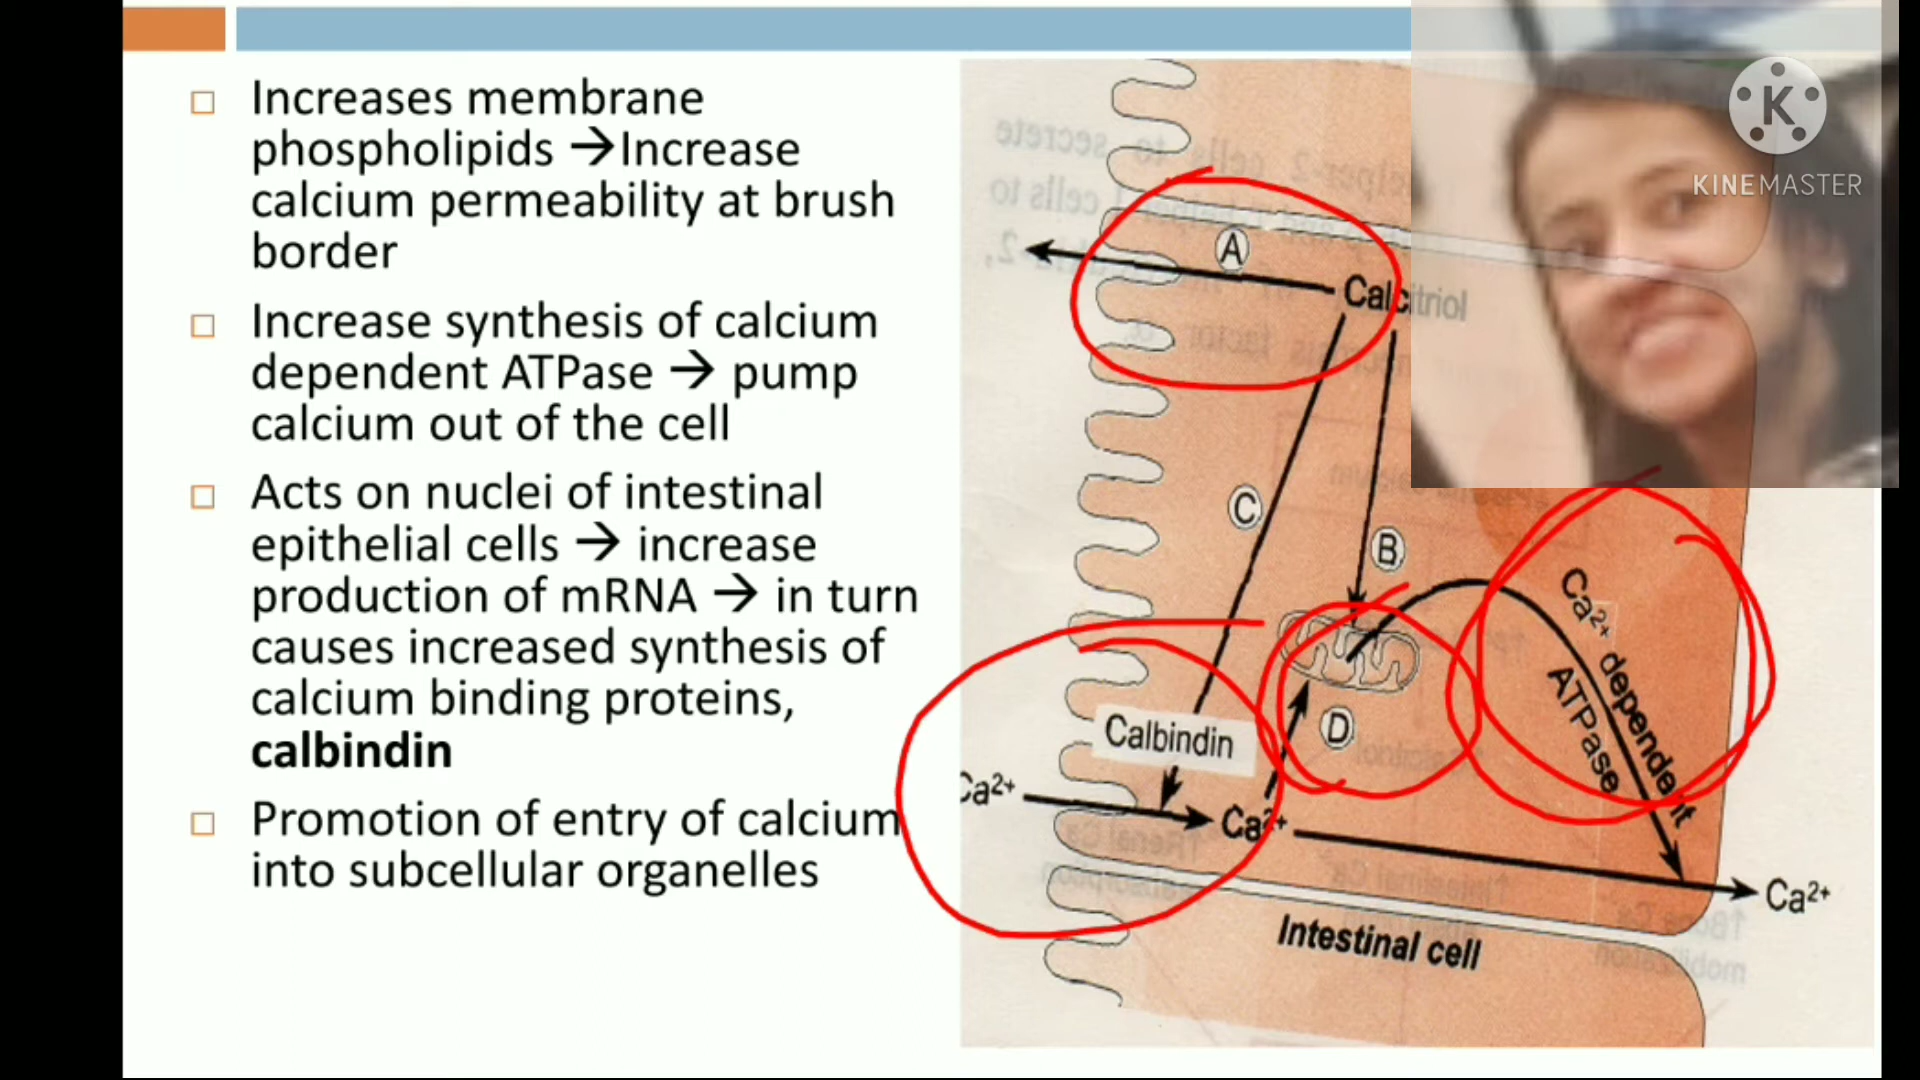 Increases membrane
phospholipids →Increase
calcium permeability at brush
border
Increase synthesis of calcium
dependent ATPase → pump
calcium out of the cell
Acts on nuclei of intestinal
epithelial cells → increase
production of mRNA → in turn
causes increased synthesis of
calcium binding proteins,
calbindin
Promotion of entry of calcium
into subcellular organelles
KINEMASTER
K
A
Calcitriol
C
B
Ca²⁺ dependent
ATPase
D
Calbindin
Ca²⁺
Ca²⁺
Ca²⁺
Intestinal cell